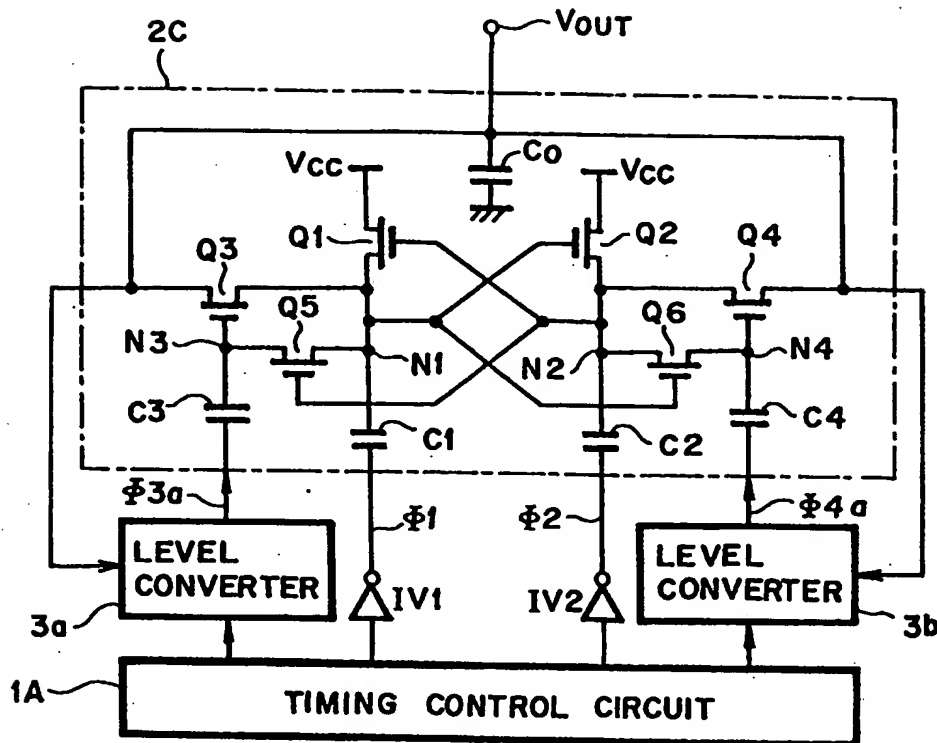 VOUT
2C
Vcc
Co
Vcc
Q1
Q2
Q3
Q4
Q5
Q6
N3
N1
N2
N4
C3
C1
C2
C4
Φ3a
Φ1
Φ2
Φ4a
LEVEL
CONVERTER
LEVEL
CONVERTER
IV1
IV2
3a
3b
1A
TIMING CONTROL CIRCUIT